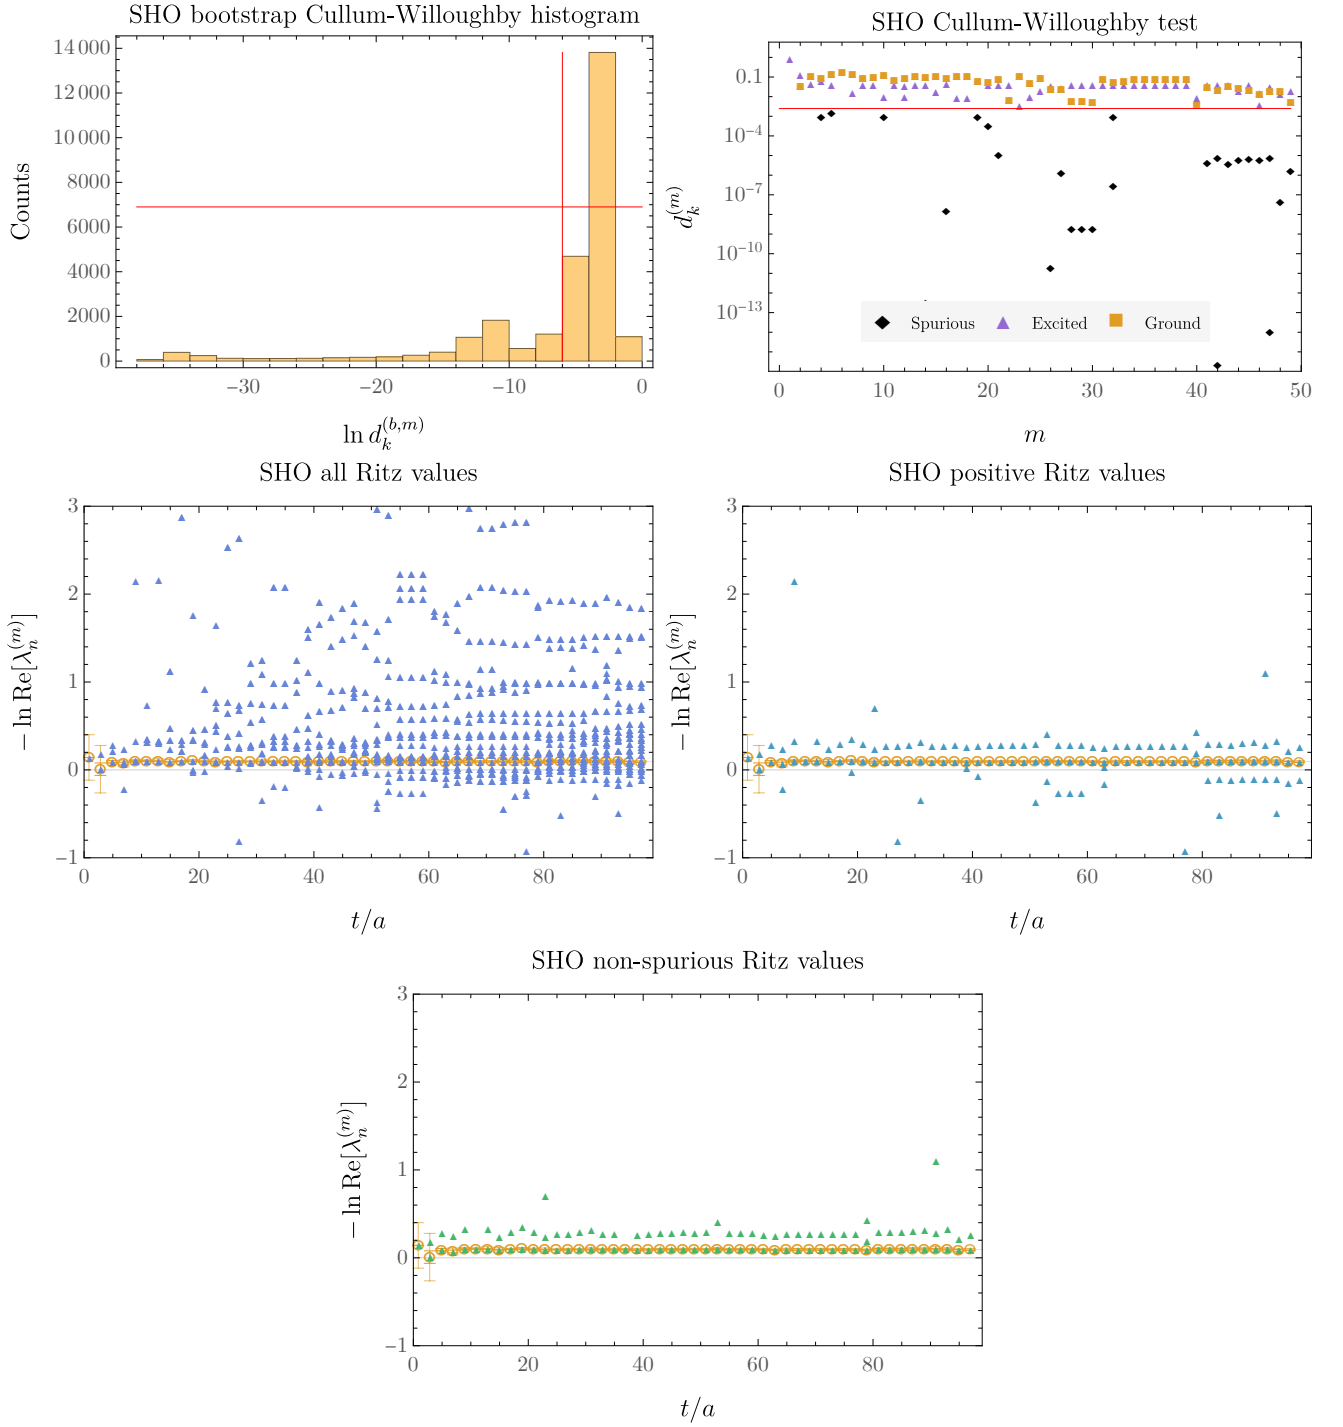 SHO bootstrap Cullum-Willoughby histogram
14 000
12 000
10 000
8000
6000
4000
2000
0
Counts
−30
−20
−10
0
ln d_k^{(b,m)}
SHO Cullum-Willoughby test
0.1
10^{−4}
10^{−7}
10^{−10}
10^{−13}
d_k^{(m)}
Spurious
Excited
Ground
0
10
20
30
40
50
m
SHO all Ritz values
3
2
1
0
−1
− ln Re[λ_n^{(m)}]
0
20
40
60
80
t/a
SHO positive Ritz values
3
2
1
0
−1
− ln Re[λ_n^{(m)}]
0
20
40
60
80
t/a
SHO non-spurious Ritz values
3
2
1
0
−1
− ln Re[λ_n^{(m)}]
0
20
40
60
80
t/a